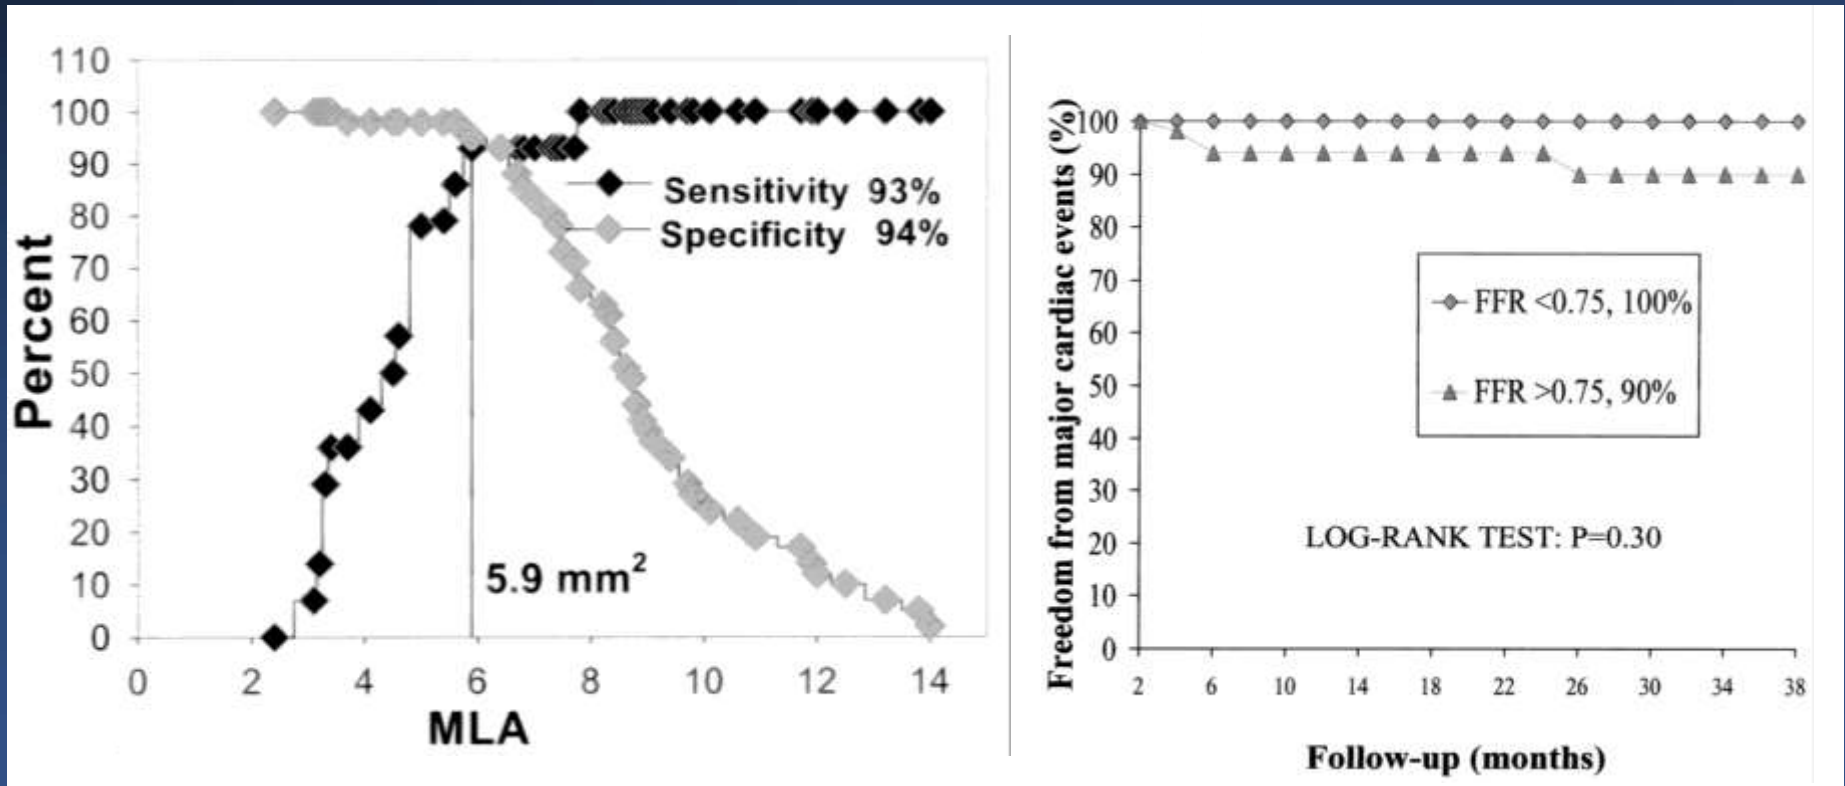 110
100
90
80
70
60
50
40
30
20
10
0
Percent
Sensitivity 93%
Specificity 94%
5.9 mm²
0 2 4 6 8 10 12 14
MLA
Freedom from major cardiac events (%)
100
90
80
70
60
50
40
30
20
10
0
FFR <0.75, 100%
FFR >0.75, 90%
LOG-RANK TEST: P=0.30
2 6 10 14 18 22 26 30 34 38
Follow-up (months)